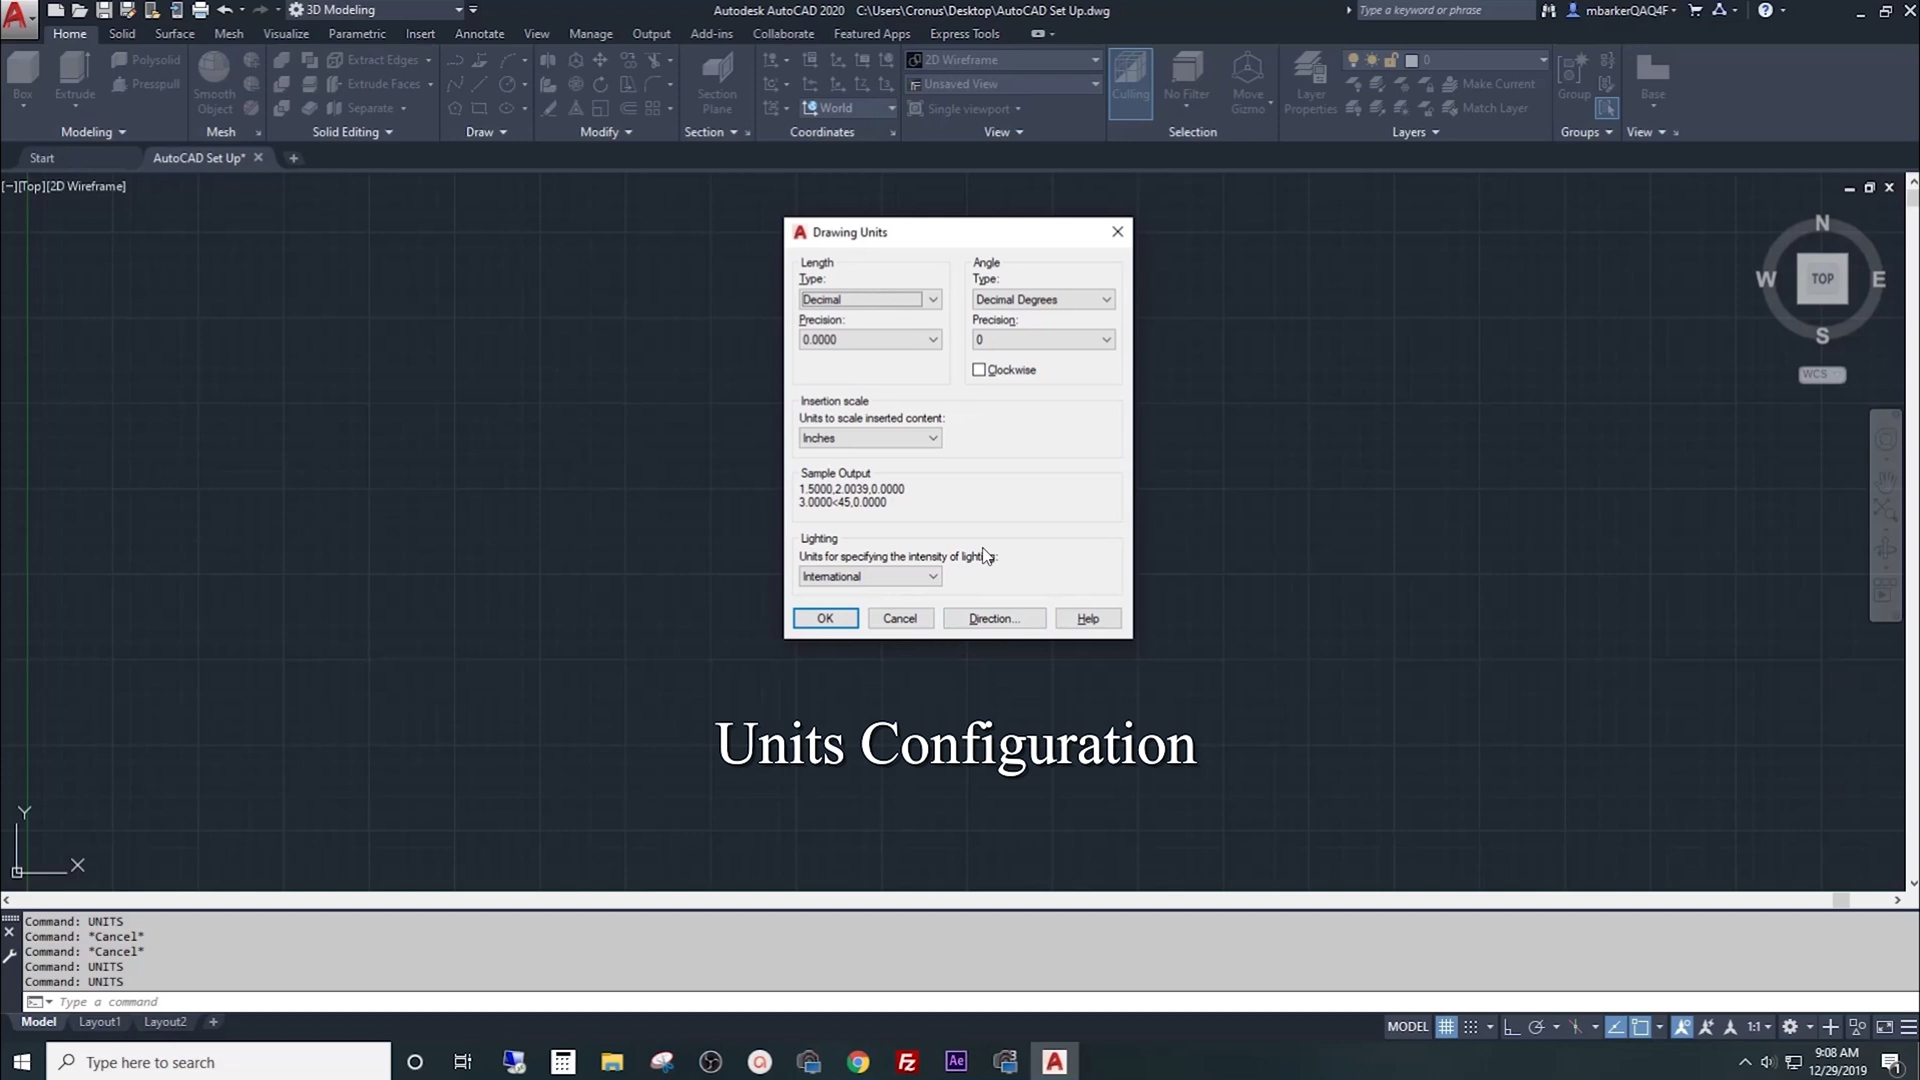 3D Modeling
Autodesk AutoCAD 2020 C:\Users\Cronus\Desktop\AutoCAD Set Up.dwg
Type a keyword or phrase
mbarkerQAQ4F
Home Solid Surface Mesh Visualize Parametric Insert Annotate View Manage Output Add-ins Collaborate Featured Apps Express Tools
Box
Extrude
Polysolid
Presspull
Smooth
Object
Extract Edges
Extrude Faces
Separate
Section
Plane
World
2D Wireframe
Unsaved View
Single viewport
Culling
No Filter
Move
Gizmo
Layer
Properties
0
Make Current
Match Layer
Group
Base
Modeling Mesh Solid Editing Draw Modify Section Coordinates View Selection Layers Groups View
Start
AutoCAD Set Up*
[−][Top][2D Wireframe]
Drawing Units
Length
Type:
Decimal
Precision:
0.0000
Angle
Type:
Decimal Degrees
Precision:
0
Clockwise
Insertion scale
Units to scale inserted content:
Inches
Sample Output
1.5000,2.0039,0.0000
3.0000<45,0.0000
Lighting
Units for specifying the intensity of lighting:
International
OK Cancel Direction... Help
N
W TOP E
S
WCS
Units Configuration
Y
X
Command: UNITS
Command: *Cancel*
Command: *Cancel*
Command: UNITS
Command: UNITS
Type a command
Model Layout1 Layout2
MODEL
1:1
Type here to search
Fz
Ae
3
A
9:08 AM
12/29/2019
1